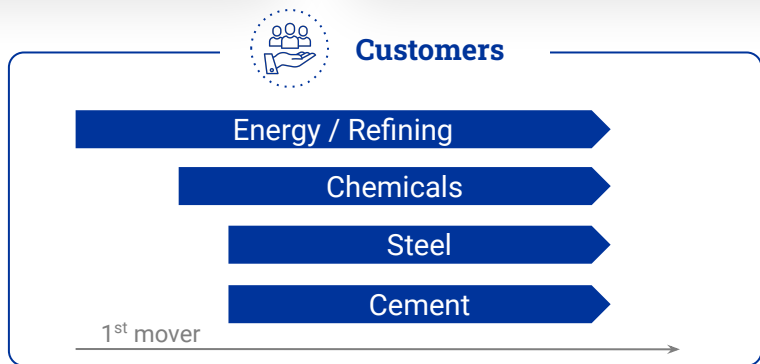 Customers
Energy / Refining
Chemicals
Steel
Cement
1st mover